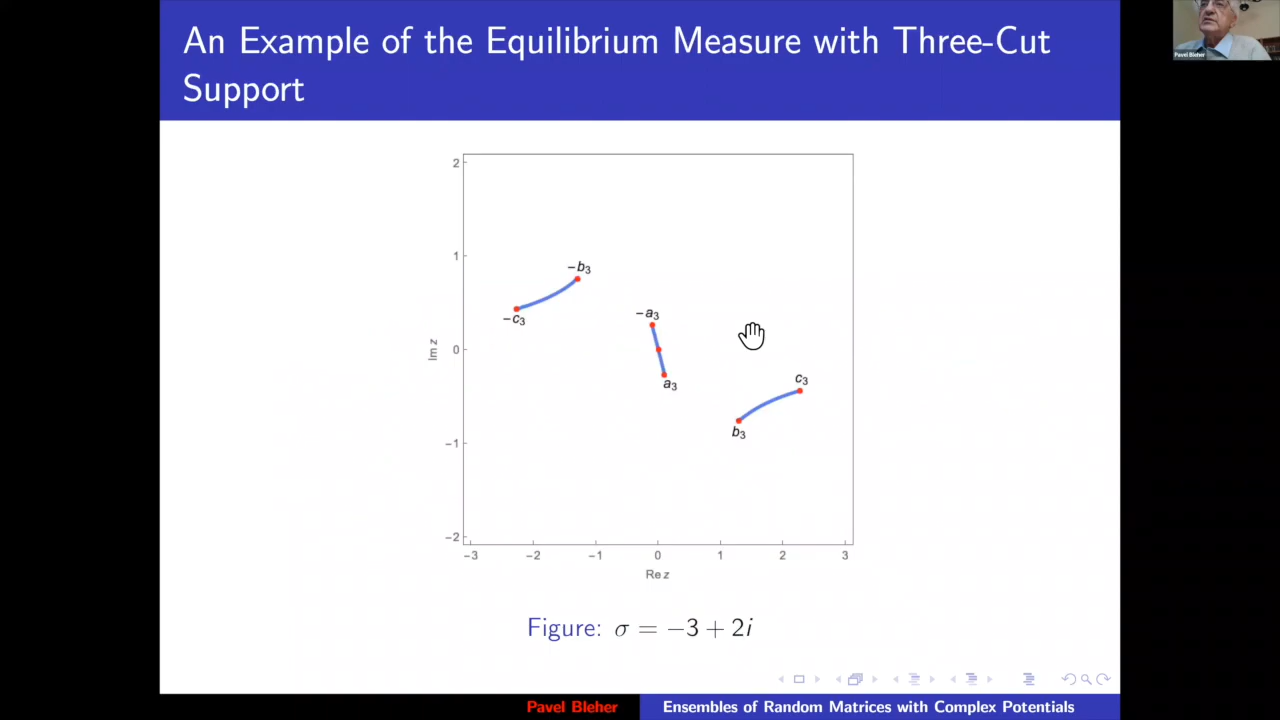 An Example of the Equilibrium Measure with Three-Cut
Support
Pavel Bleher
2
1
0
−1
−2
Im z
−b₃
−c₃
−a₃
a₃
c₃
b₃
−3 −2 −1 0 1 2 3
Re z
Figure: σ = −3 + 2i
Pavel Bleher Ensembles of Random Matrices with Complex Potentials